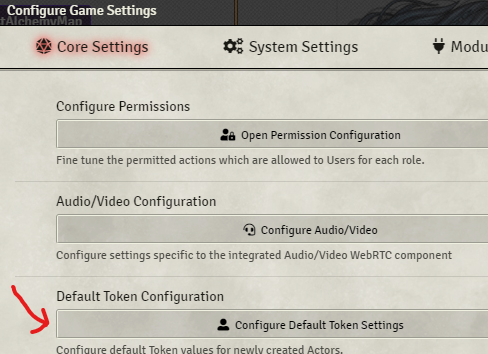 Configure Game Settings
tAlchemyMap
Core Settings
System Settings
Modu
Configure Permissions
Open Permission Configuration
Fine tune the permitted actions which are allowed to Users for each role.
Audio/Video Configuration
Configure Audio/Video
Configure settings specific to the integrated Audio/Video WebRTC component
Default Token Configuration
Configure Default Token Settings
Configure default Token values for newly created Actors.